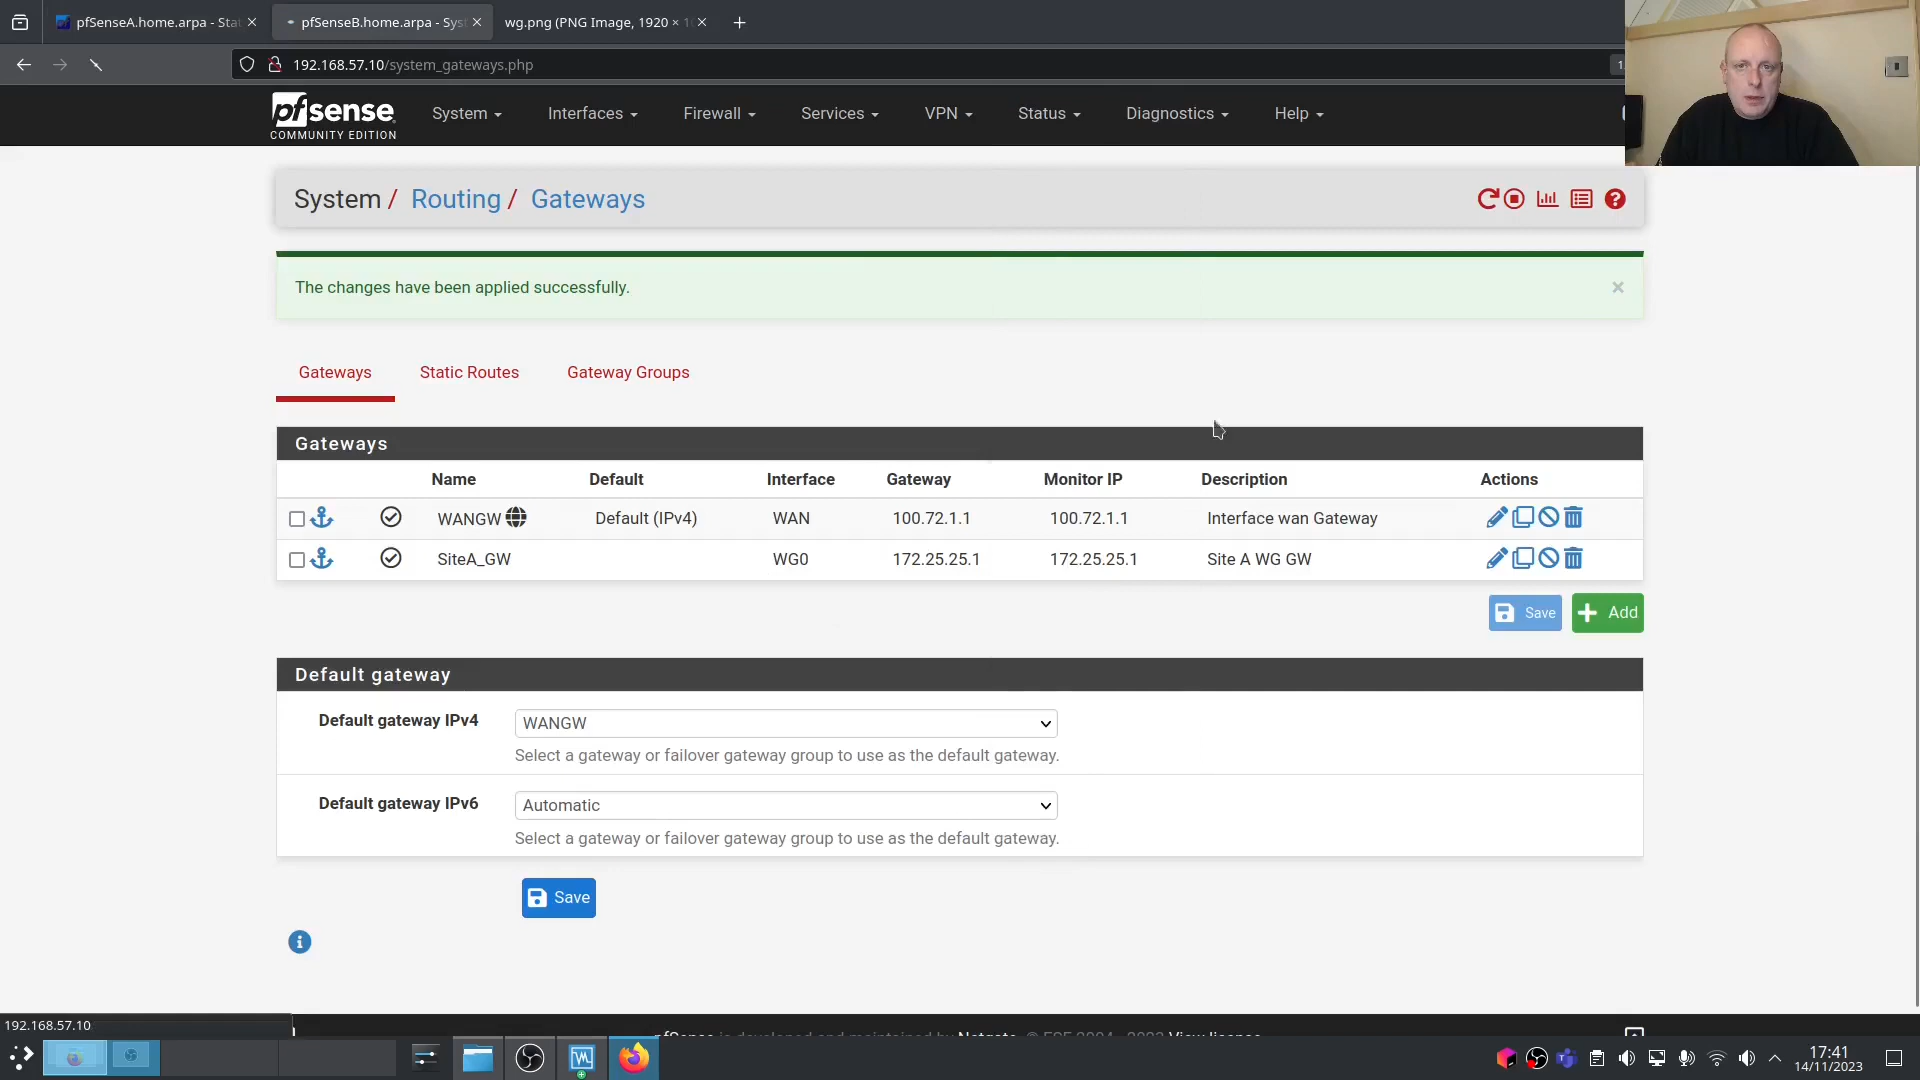 pfSenseA.home.arpa - Stat
pfSenseB.home.arpa - Sys
wg.png (PNG Image, 1920 ×
192.168.57.10/system_gateways.php
pfsense
COMMUNITY EDITION
System
Interfaces
Firewall
Services
VPN
Status
Diagnostics
Help
System / Routing / Gateways
The changes have been applied successfully.
×
Gateways
Static Routes
Gateway Groups
Gateways
Name Default Interface Gateway Monitor IP Description Actions
WANGW Default (IPv4) WAN 100.72.1.1 100.72.1.1 Interface wan Gateway
SiteA_GW WG0 172.25.25.1 172.25.25.1 Site A WG GW
Save
Add
Default gateway
Default gateway IPv4
WANGW
Select a gateway or failover gateway group to use as the default gateway.
Default gateway IPv6
Automatic
Select a gateway or failover gateway group to use as the default gateway.
Save
192.168.57.10
17:41
14/11/2023